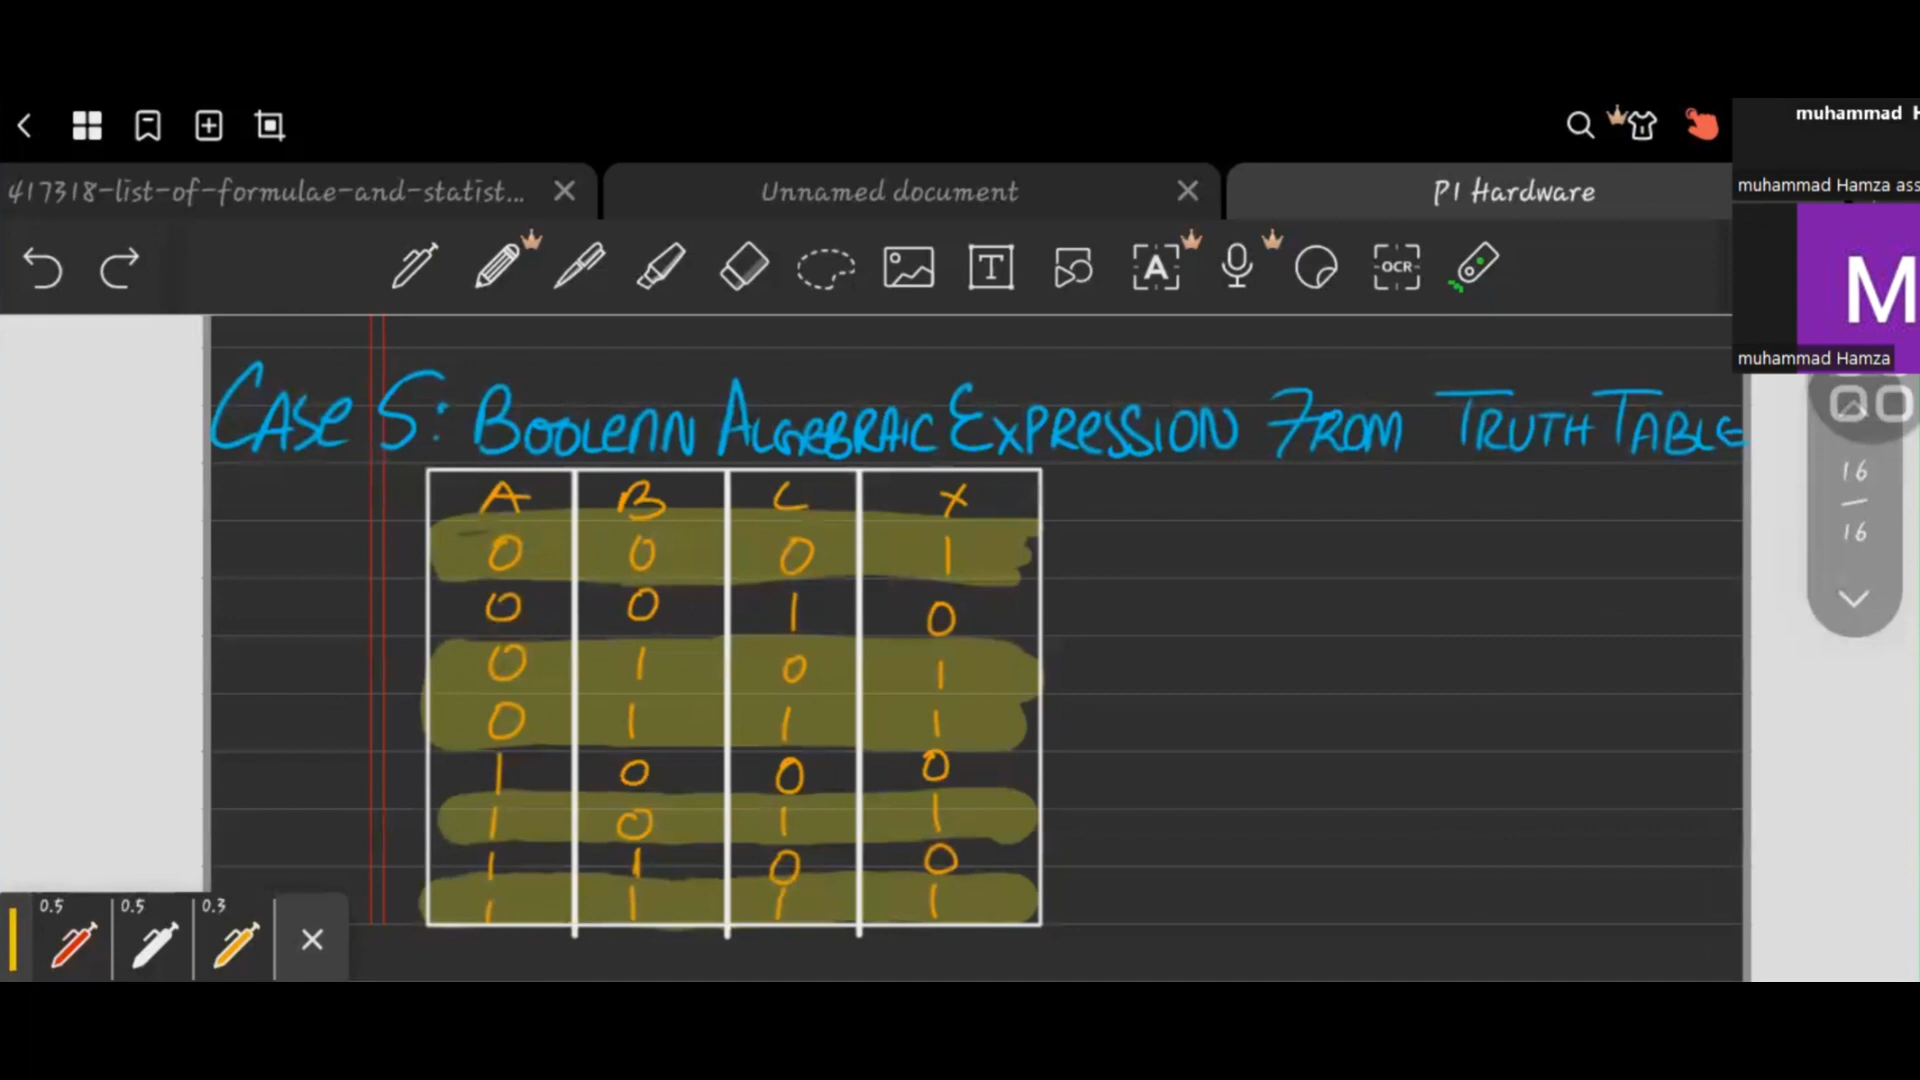 muhammad H
417318-list-of-formulae-and-statist...
Unnamed document
P1 Hardware
muhammad Hamza ass
T
A
OCR
M
muhammad Hamza
CASE 5: BOOLEAN ALGEBRAIC EXPRESSION FROM TRUTH TABLE
16
16
A B C X
0 0 0 1
0 0 1 0
0 1 0 1
0 1 1 1
1 0 0 0
1 0 1 1
1 1 0 0
1 1 1 1
0.5 0.5 0.3